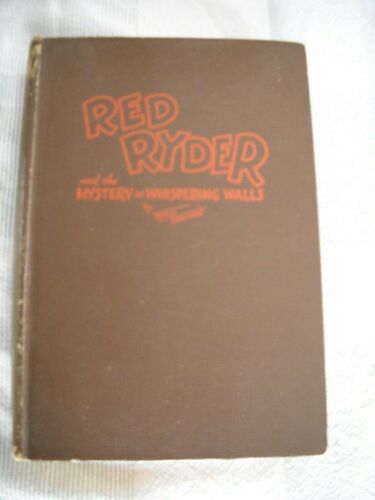 RED
RYDER
and the
MYSTERY of WHISPERING WALLS
by